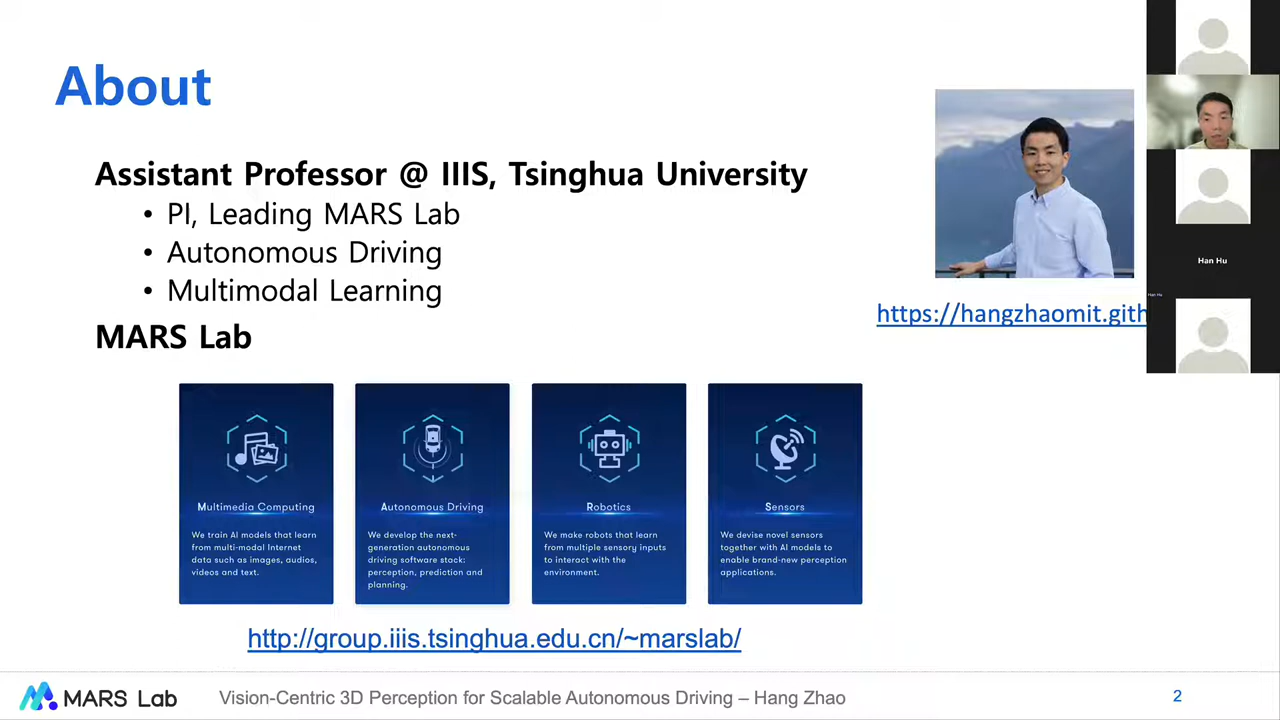 About
Assistant Professor @ IIIS, Tsinghua University
• PI, Leading MARS Lab
• Autonomous Driving
• Multimodal Learning
MARS Lab
https://hangzhaomit.gith
Han Hu
Han Hu
Multimedia Computing
We train AI models that learn
from multi-modal Internet
data such as images, audios,
videos and text.
Autonomous Driving
We develop the next-
generation autonomous
driving software stack:
perception, prediction and
planning.
Robotics
We make robots that learn
from multiple sensory inputs
to interact with the
environment.
Sensors
We devise novel sensors
together with AI models to
enable brand-new perception
applications.
http://group.iiis.tsinghua.edu.cn/~marslab/
MARS Lab
Vision-Centric 3D Perception for Scalable Autonomous Driving – Hang Zhao
2